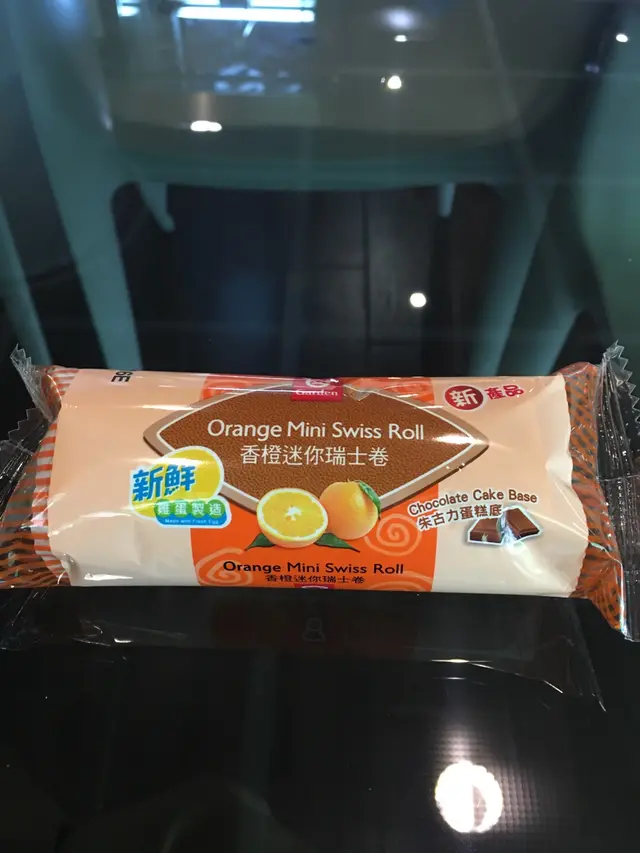 Garden
新產品
Orange Mini Swiss Roll
香橙迷你瑞士卷
新鮮
雞蛋製造
Made with Fresh Egg
Chocolate Cake Base
朱古力蛋糕底
Orange Mini Swiss Roll
香橙迷你瑞士卷